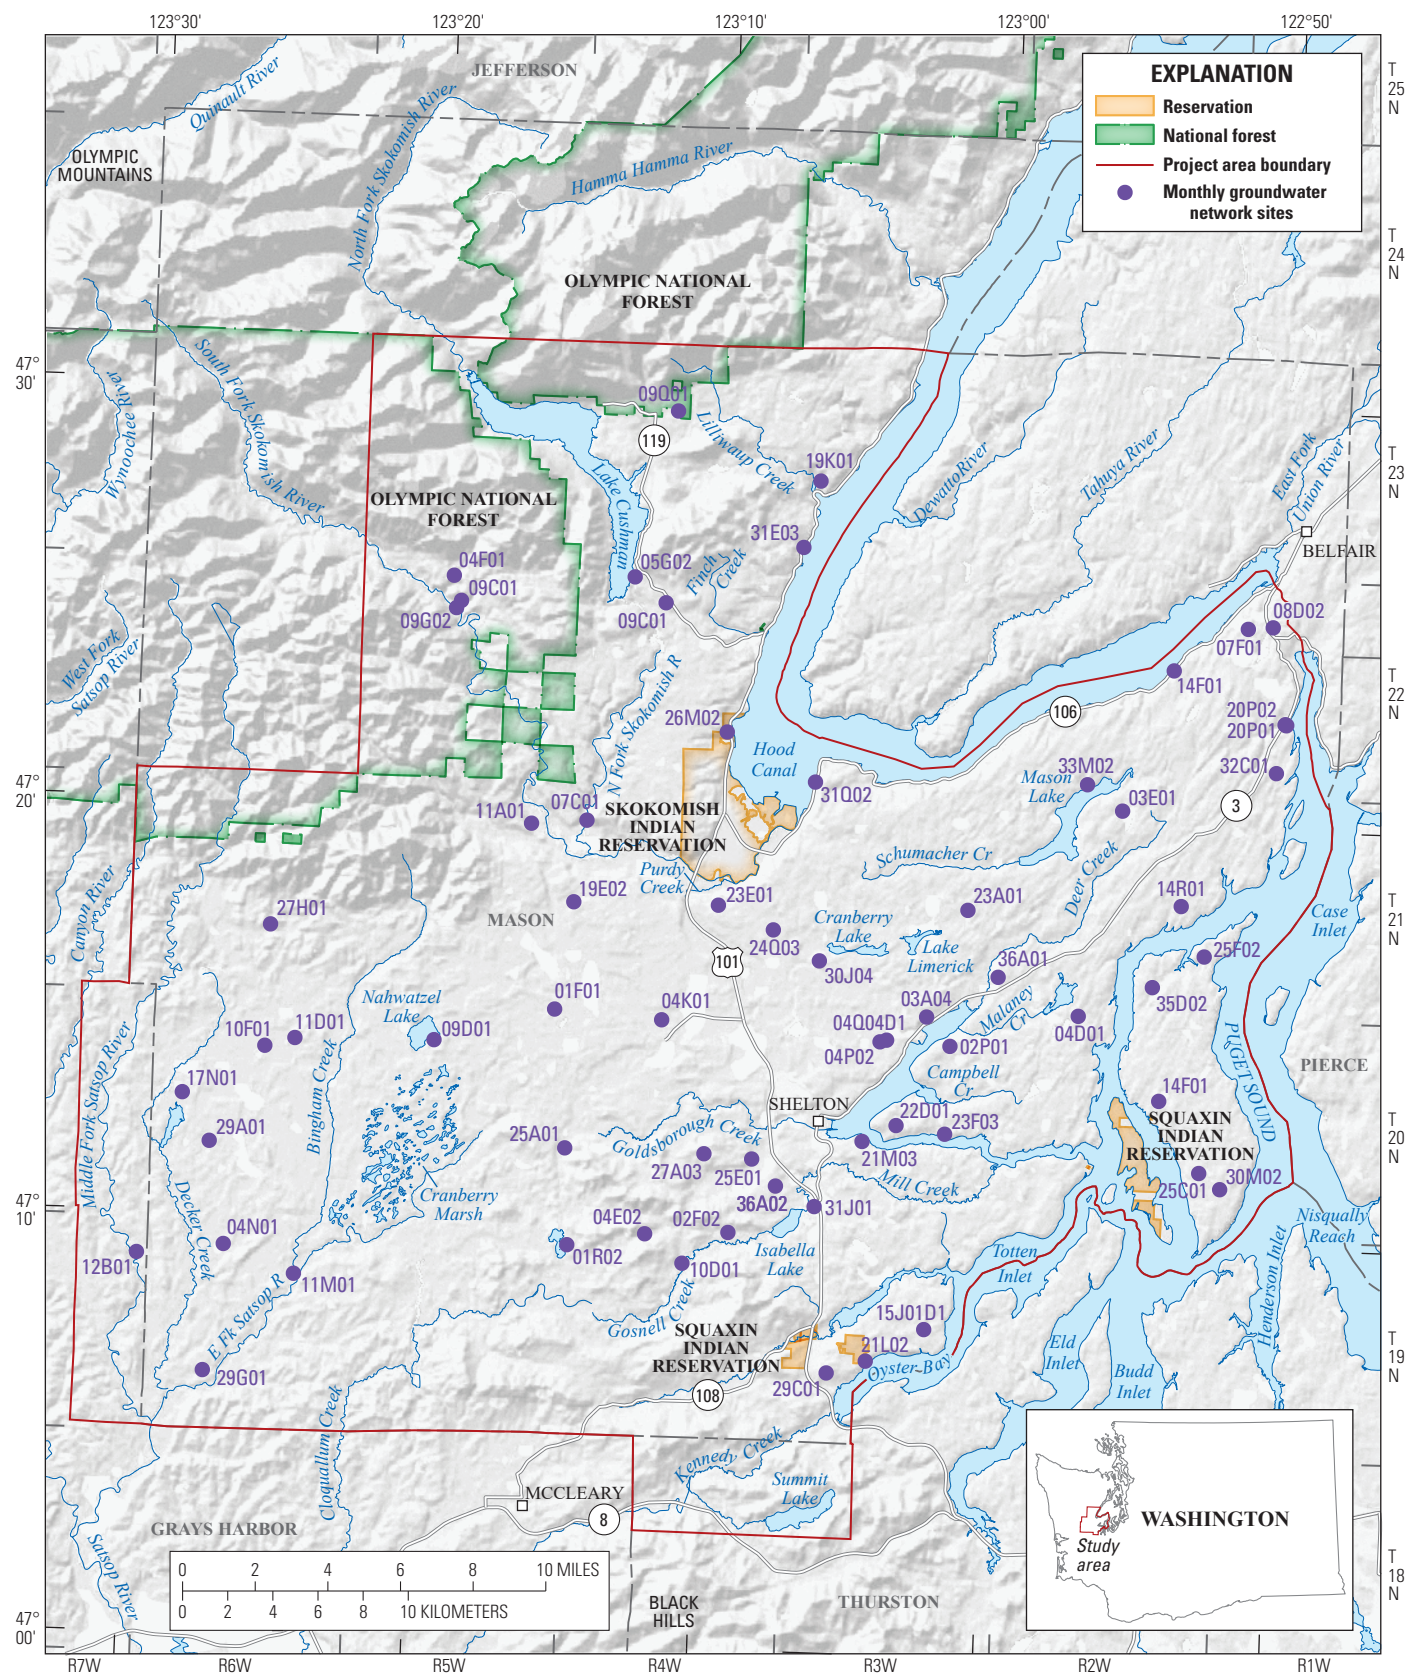 123°30'
123°20'
123°10'
123°00'
122°50'
JEFFERSON
Quinault River
OLYMPIC
MOUNTAINS
North Fork Skokomish River
Hamma Hamma River
EXPLANATION
Reservation
National forest
Project area boundary
Monthly groundwater
network sites
T
25
N
T
24
N
OLYMPIC NATIONAL
FOREST
47°
30'
South Fork Skokomish River
Wynoochee River
09Q01
119
Lilliwaup Creek
19K01
Dewatto River
Tahuya River
East Fork
Union River
T
23
N
OLYMPIC NATIONAL
FOREST
Lake Cushman
31E03
BELFAIR
04F01
09C01
09G02
05G02
Finch
Creek
09C01
08D02
07F01
West Fork
Satsop River
N Fork Skokomish R
14F01
T
22
N
26M02
106
20P02
20P01
Hood
Canal
33M02
32C01
47°
20'
Mason
Lake
31Q02
03E01
3
11A01
07C01
SKOKOMISH
INDIAN
RESERVATION
Schumacher Cr
Deer Creek
Purdy
Creek
Canyon River
19E02
23E01
23A01
14R01
Case
Inlet
27H01
MASON
Cranberry
Lake
T
21
N
24Q03
Lake
Limerick
25F02
101
30J04
36A01
01F01
04K01
03A04
Malaney
Cr
35D02
Nahwatzel
Lake
10F01
11D01
09D01
04Q04D1
04P02
02P01
04D01
PUGET SOUND
PIERCE
Middle Fork Satsop River
Bingham Creek
17N01
Campbell
Cr
14F01
SHELTON
29A01
22D01
23F03
SQUAXIN
INDIAN
RESERVATION
T
20
N
25A01
Goldsborough Creek
27A03
25E01
21M03
Mill Creek
25C01
30M02
Cranberry
Marsh
36A02
31J01
47°
10'
Decker Creek
04N01
04E02
02F02
Nisqually
Reach
12B01
01R02
Isabella
Lake
Totten
Inlet
Henderson Inlet
10D01
11M01
E Fk Satsop R
Gosnell Creek
15J01D1
SQUAXIN
INDIAN
RESERVATION
21L02
Eld
Inlet
Budd
Inlet
T
19
N
29G01
Oyster Bay
29C01
108
Cloquallum Creek
Kennedy Creek
Summit
Lake
MCCLEARY
8
GRAYS HARBOR
WASHINGTON
Study
area
Satsop River
0 2 4 6 8 10 MILES
0 2 4 6 8 10 KILOMETERS
BLACK
HILLS
THURSTON
T
18
N
47°
00'
R7W
R6W
R5W
R4W
R3W
R2W
R1W